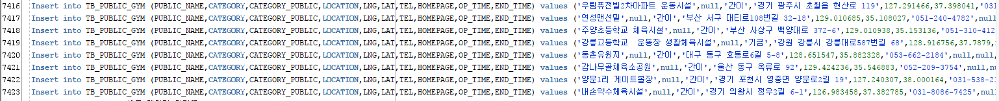 7416 Insert into TB_PUBLIC_GYM (PUBLIC_NAME,CATEGORY,CATEGORY_PUBLIC,LOCATION,LNG,LAT,TEL,HOMEPAGE,OP_TIME,END_TIME) values ('우림퓨전빌2차아파트 운동시설',null,'간이','경기 광주시 초월읍 현산로 119',127.291466,37.398041,'031
7417 Insert into TB_PUBLIC_GYM (PUBLIC_NAME,CATEGORY,CATEGORY_PUBLIC,LOCATION,LNG,LAT,TEL,HOMEPAGE,OP_TIME,END_TIME) values ('연성맨션밑',null,'간이','부산 서구 대티로108번길 32-18',129.010685,35.108027,'051-240-4782',null
7418 Insert into TB_PUBLIC_GYM (PUBLIC_NAME,CATEGORY,CATEGORY_PUBLIC,LOCATION,LNG,LAT,TEL,HOMEPAGE,OP_TIME,END_TIME) values ('주양초등학교 체육시설',null,'간이','부산 사상구 백양대로 372-6',129.010938,35.153136,'051-310-412
7419 Insert into TB_PUBLIC_GYM (PUBLIC_NAME,CATEGORY,CATEGORY_PUBLIC,LOCATION,LNG,LAT,TEL,HOMEPAGE,OP_TIME,END_TIME) values ('강릉고등학교  운동장 생활체육시설',null,'기금','강원 강릉시 강릉대로587번길 68',128.916756,37.7879,
7420 Insert into TB_PUBLIC_GYM (PUBLIC_NAME,CATEGORY,CATEGORY_PUBLIC,LOCATION,LNG,LAT,TEL,HOMEPAGE,OP_TIME,END_TIME) values ('동촌유원지',null,'간이','대구 동구 효동로6길 5-8',128.651547,35.882328,'053-662-2184',null,nul
7421 Insert into TB_PUBLIC_GYM (PUBLIC_NAME,CATEGORY,CATEGORY_PUBLIC,LOCATION,LNG,LAT,TEL,HOMEPAGE,OP_TIME,END_TIME) values ('감나무골체육소공원',null,'간이','울산 동구 옥류로 92',129.424236,35.546883,'052-209-3754',null,null
7422 Insert into TB_PUBLIC_GYM (PUBLIC_NAME,CATEGORY,CATEGORY_PUBLIC,LOCATION,LNG,LAT,TEL,HOMEPAGE,OP_TIME,END_TIME) values ('양문1리 게이트볼장',null,'간이','경기 포천시 영중면 양문로2길 19',127.240307,38.000164,'031-538-2
7423 Insert into TB_PUBLIC_GYM (PUBLIC_NAME,CATEGORY,CATEGORY_PUBLIC,LOCATION,LNG,LAT,TEL,HOMEPAGE,OP_TIME,END_TIME) values ('내손약수체육시설',null,'간이','경기 의왕시 정우2길 6-1',126.983458,37.382785,'031-8086-7425',null